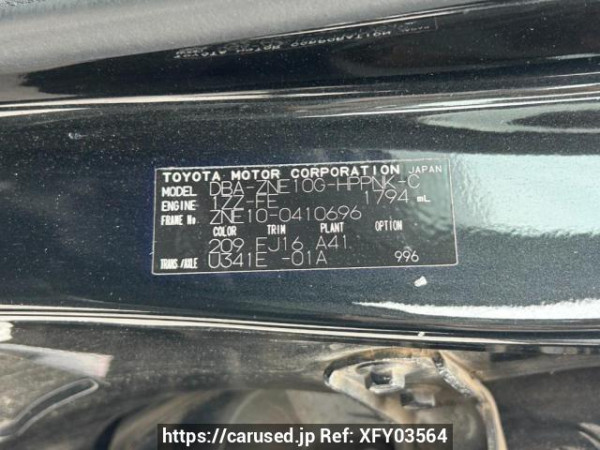 TOYOTA MOTOR CORPORATION JAPAN
MODEL DBA-ZNE10G-HPPNK-C
ENGINE 1ZZ-FE 1794 mL
FRAME No. ZNE10-0410696
COLOR TRIM PLANT OPTION
209 EJ16 A41
TRANS/AXLE U341E -01A 996
https://carused.jp Ref: XFY03564